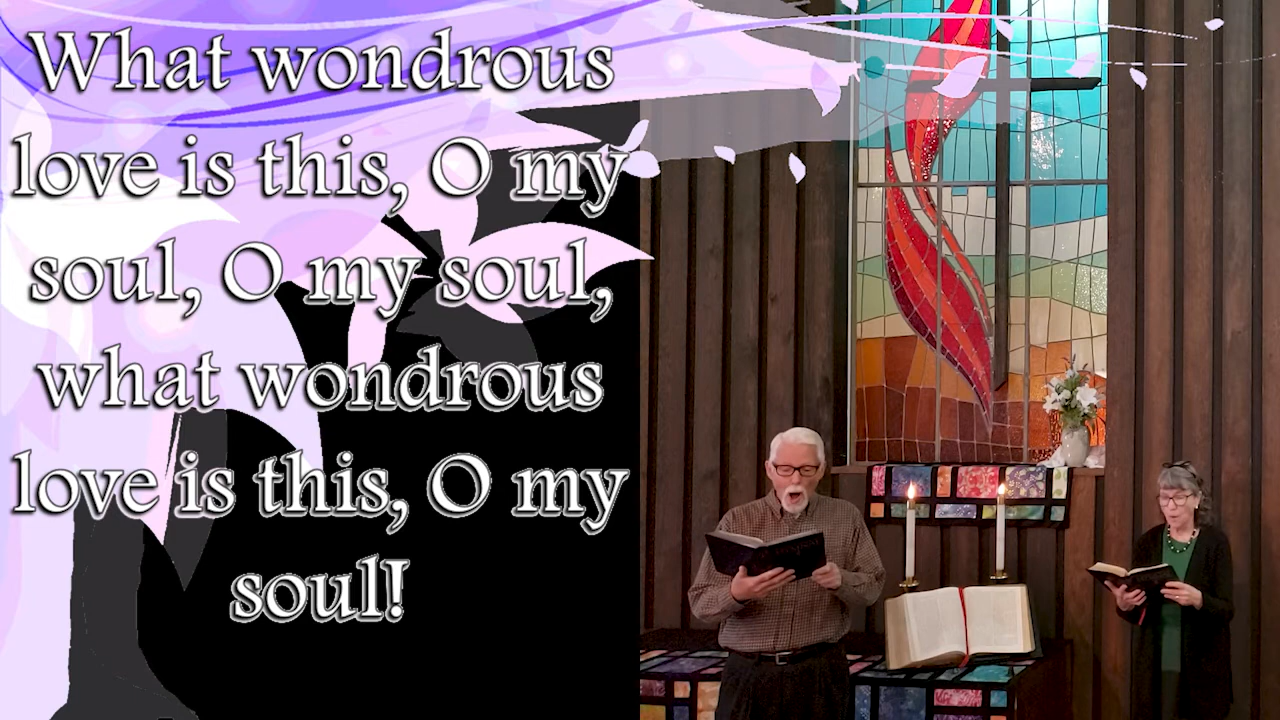 What wondrous
love is this, O my
soul, O my soul,
what wondrous
love is this, O my
soul!